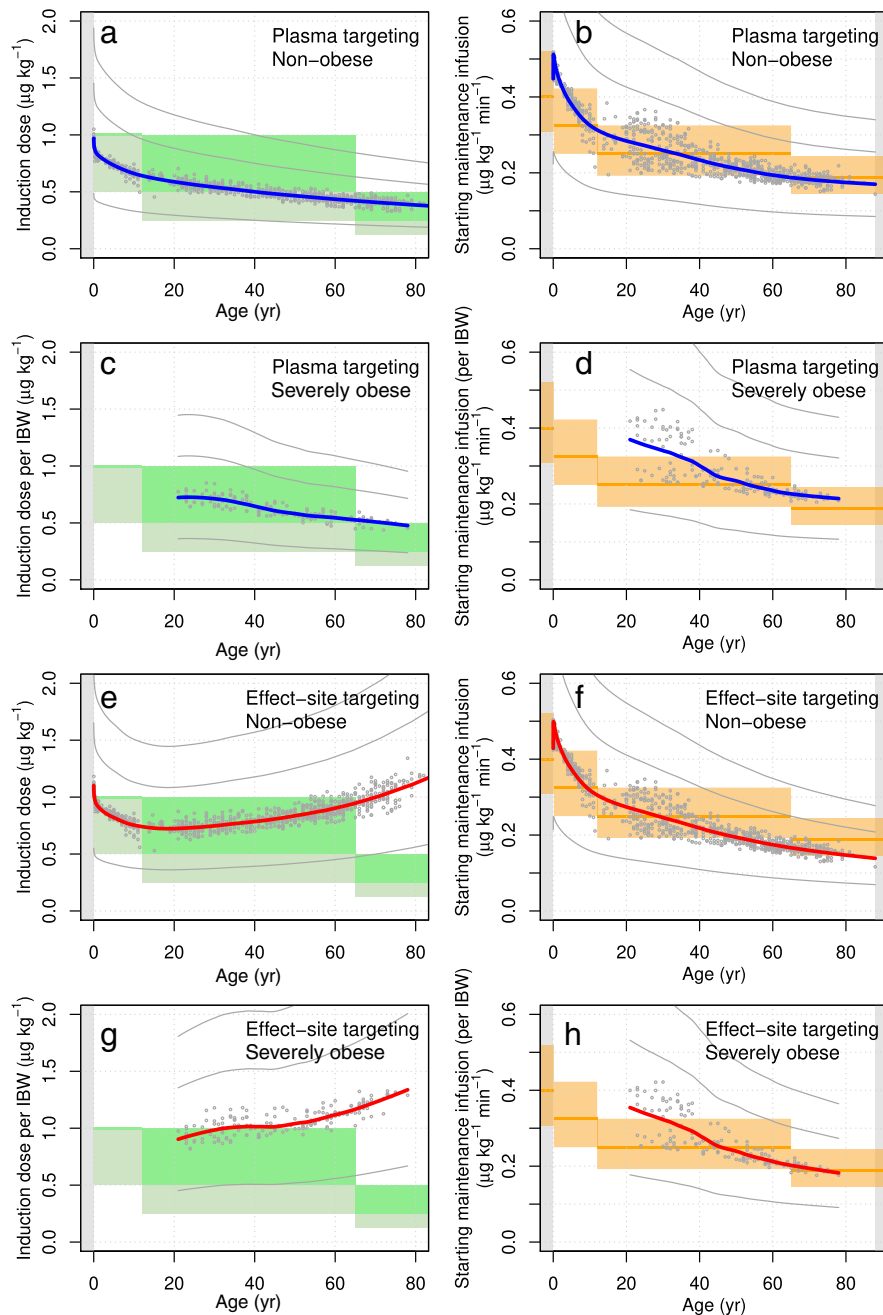 a
Plasma targeting
Non−obese
Induction dose (µg kg−1)
0.0 0.5 1.0 1.5 2.0
0 20 40 60 80
Age (yr)
b
Plasma targeting
Non−obese
Starting maintenance infusion
(µg kg−1 min−1)
0.0 0.2 0.4 0.6
0 20 40 60 80
Age (yr)
c
Plasma targeting
Severely obese
Induction dose per IBW (µg kg−1)
0.0 0.5 1.0 1.5 2.0
0 20 40 60 80
Age (yr)
d
Plasma targeting
Severely obese
Starting maintenance infusion (per IBW)
(µg kg−1 min−1)
0.0 0.2 0.4 0.6
0 20 40 60 80
Age (yr)
e
Effect−site targeting
Non−obese
Induction dose (µg kg−1)
0.0 0.5 1.0 1.5 2.0
0 20 40 60 80
Age (yr)
f
Effect−site targeting
Non−obese
Starting maintenance infusion
(µg kg−1 min−1)
0.0 0.2 0.4 0.6
0 20 40 60 80
Age (yr)
g
Effect−site targeting
Severely obese
Induction dose per IBW (µg kg−1)
0.0 0.5 1.0 1.5 2.0
0 20 40 60 80
Age (yr)
h
Effect−site targeting
Severely obese
Starting maintenance infusion (per IBW)
(µg kg−1 min−1)
0.0 0.2 0.4 0.6
0 20 40 60 80
Age (yr)